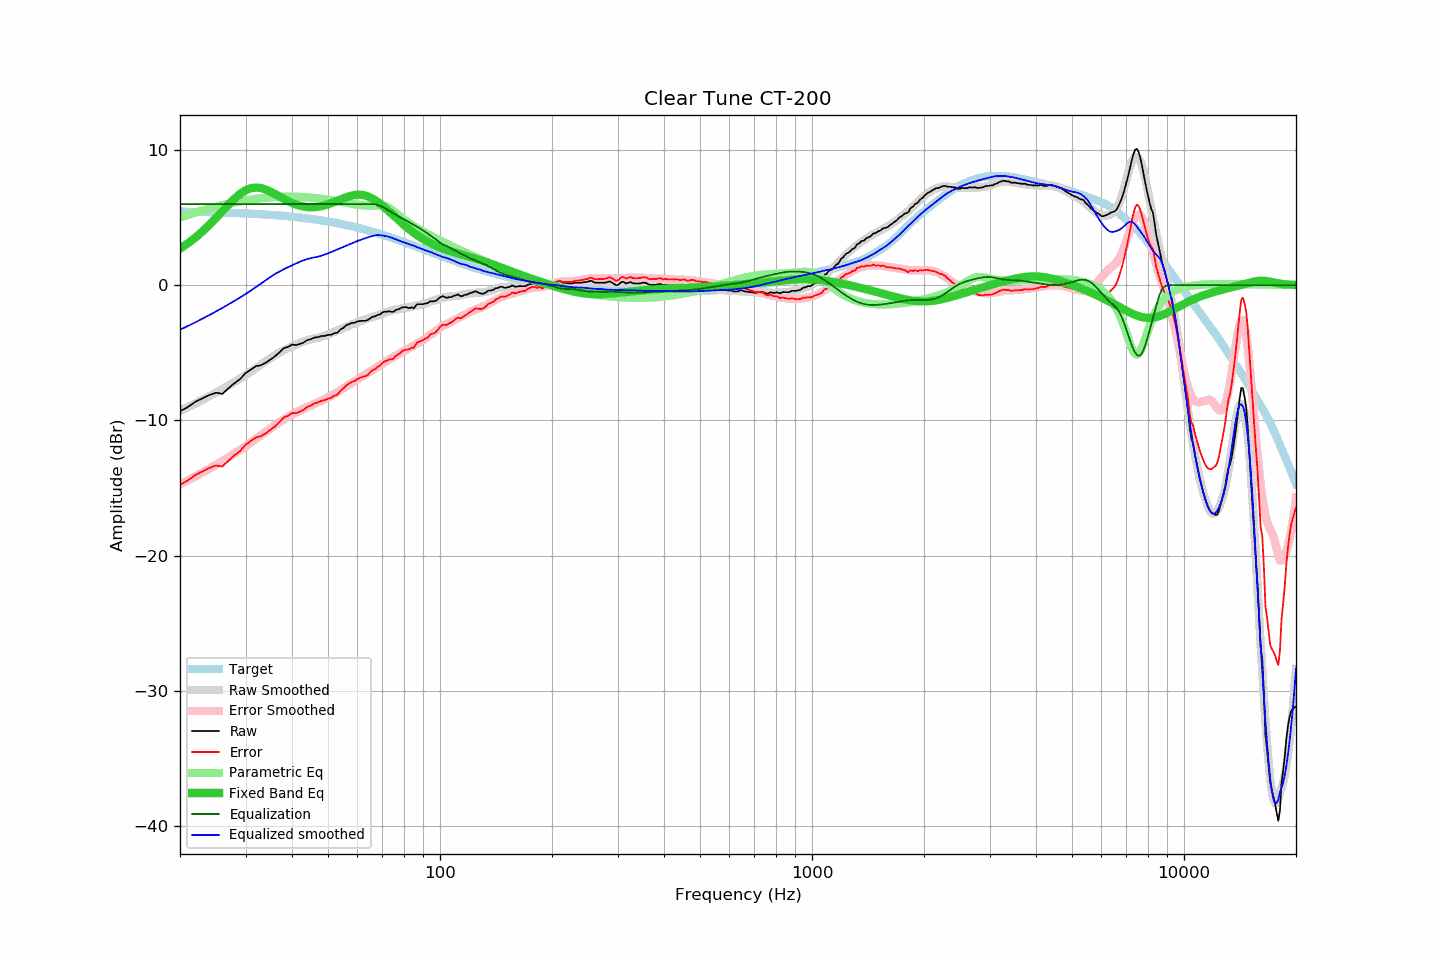 Clear Tune CT-200
10
0
−10
−20
−30
−40
Amplitude (dBr)
Target
Raw Smoothed
Error Smoothed
Raw
Error
Parametric Eq
Fixed Band Eq
Equalization
Equalized smoothed
100
1000
10000
Frequency (Hz)